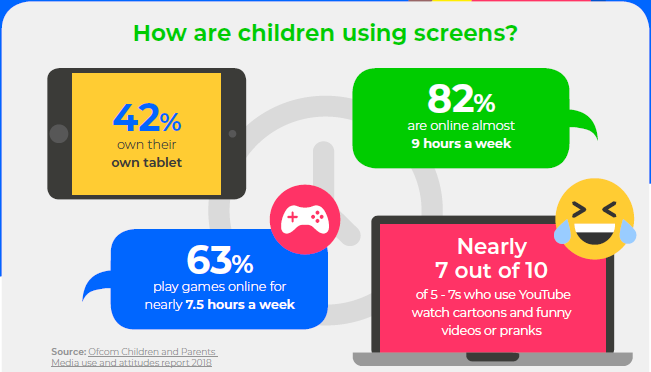 How are children using screens?
42%
own their
own tablet
82%
are online almost
9 hours a week
63%
play games online for
nearly 7.5 hours a week
Nearly
7 out of 10
of 5 - 7s who use YouTube
watch cartoons and funny
videos or pranks
Source: Ofcom Children and Parents
Media use and attitudes report 2018